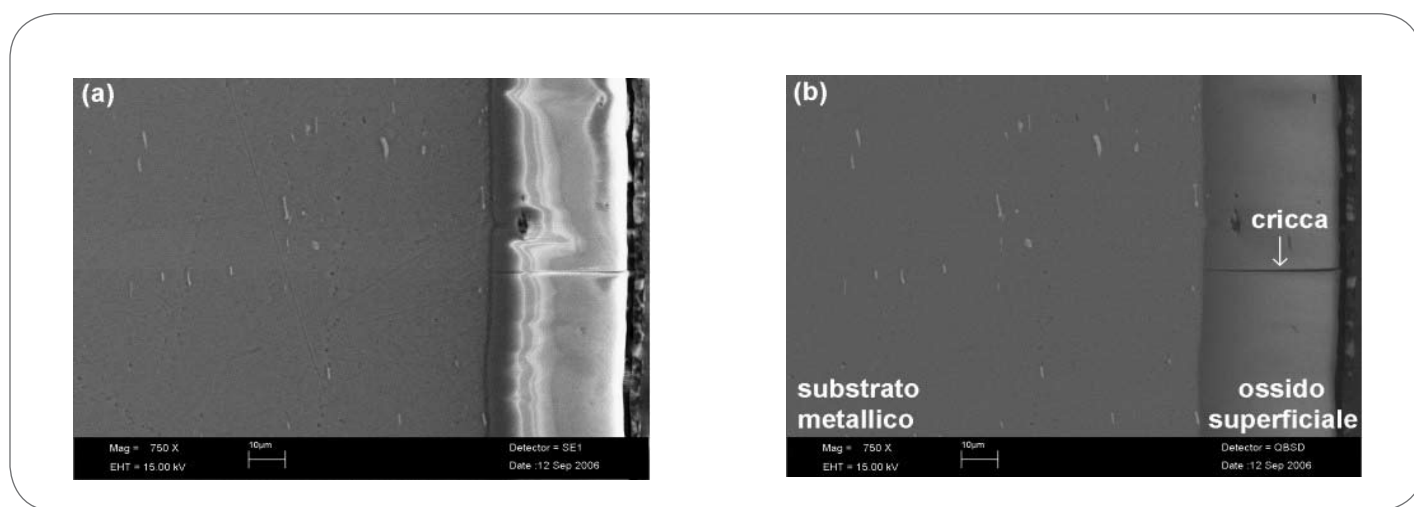 (a)
Mag = 750 X
EHT = 15.00 kV
10µm
Detector = SE1
Date :12 Sep 2006
(b)
cricca
substrato
metallico
ossido
superficiale
Mag = 750 X
EHT = 15.00 kV
10µm
Detector = QBSD
Date :12 Sep 2006